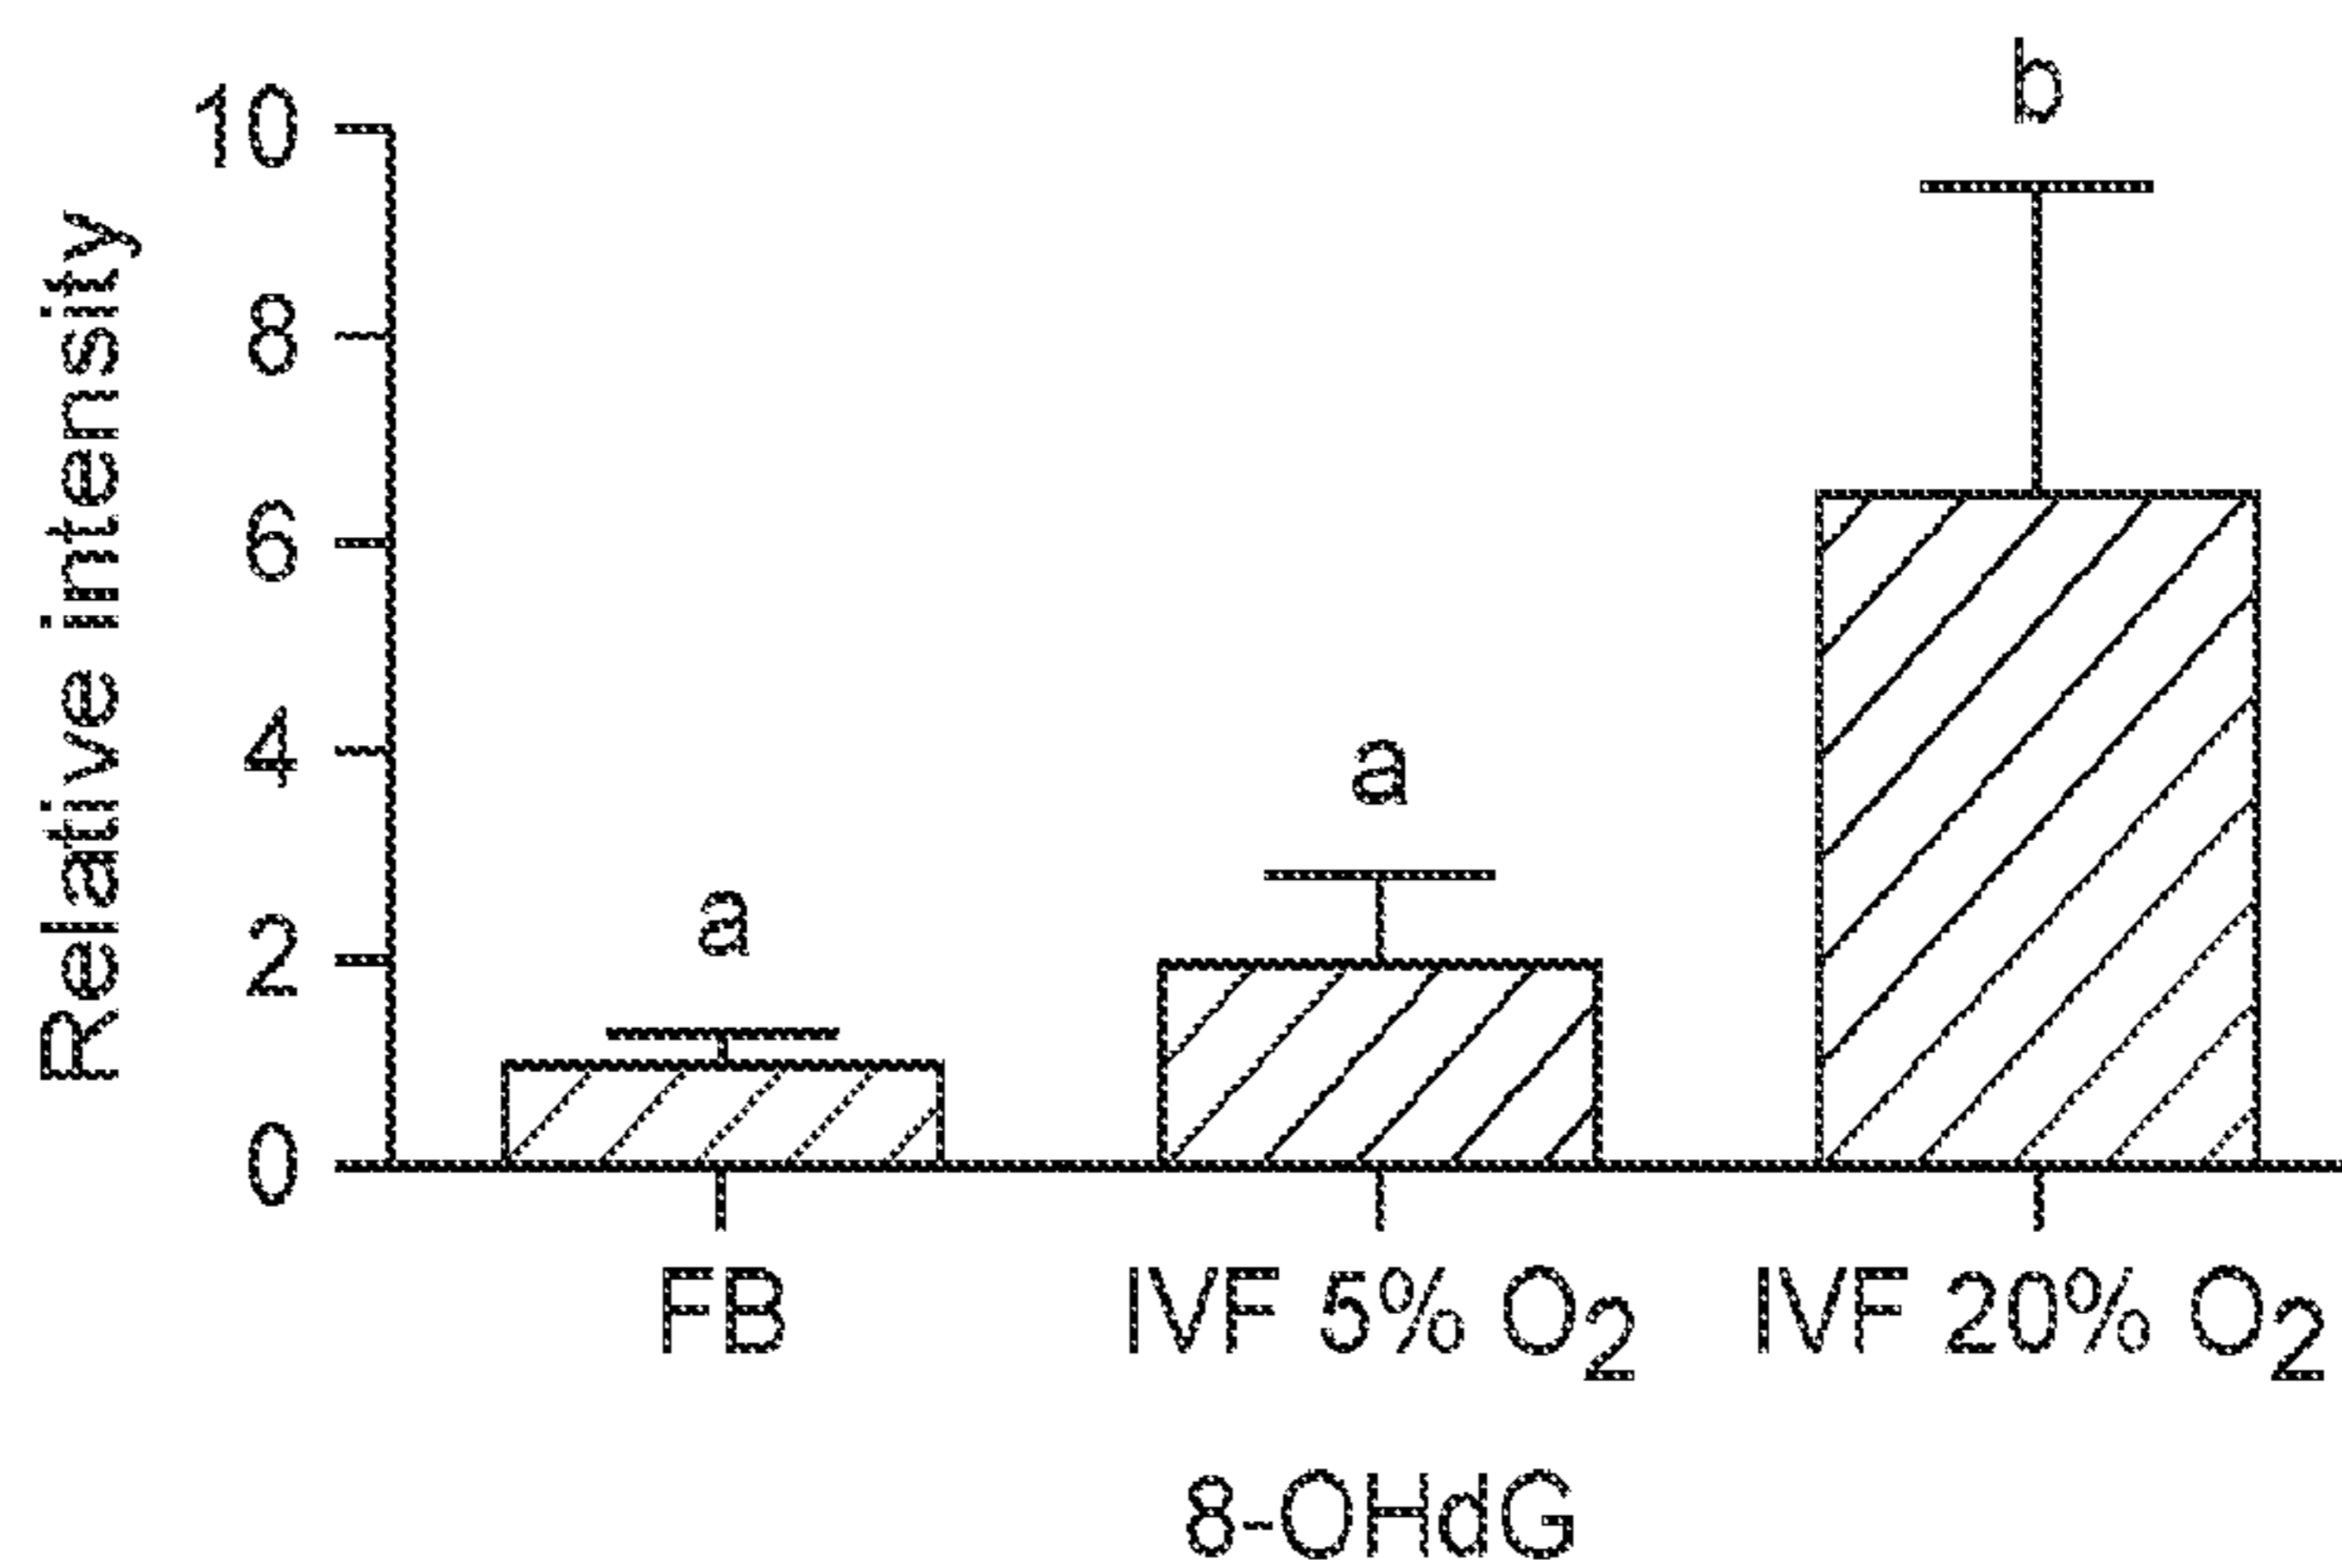 Relative intensity
10
8
6
4
2
0
a
a
b
FB
IVF 5% O₂
IVF 20% O₂
8-OHdG